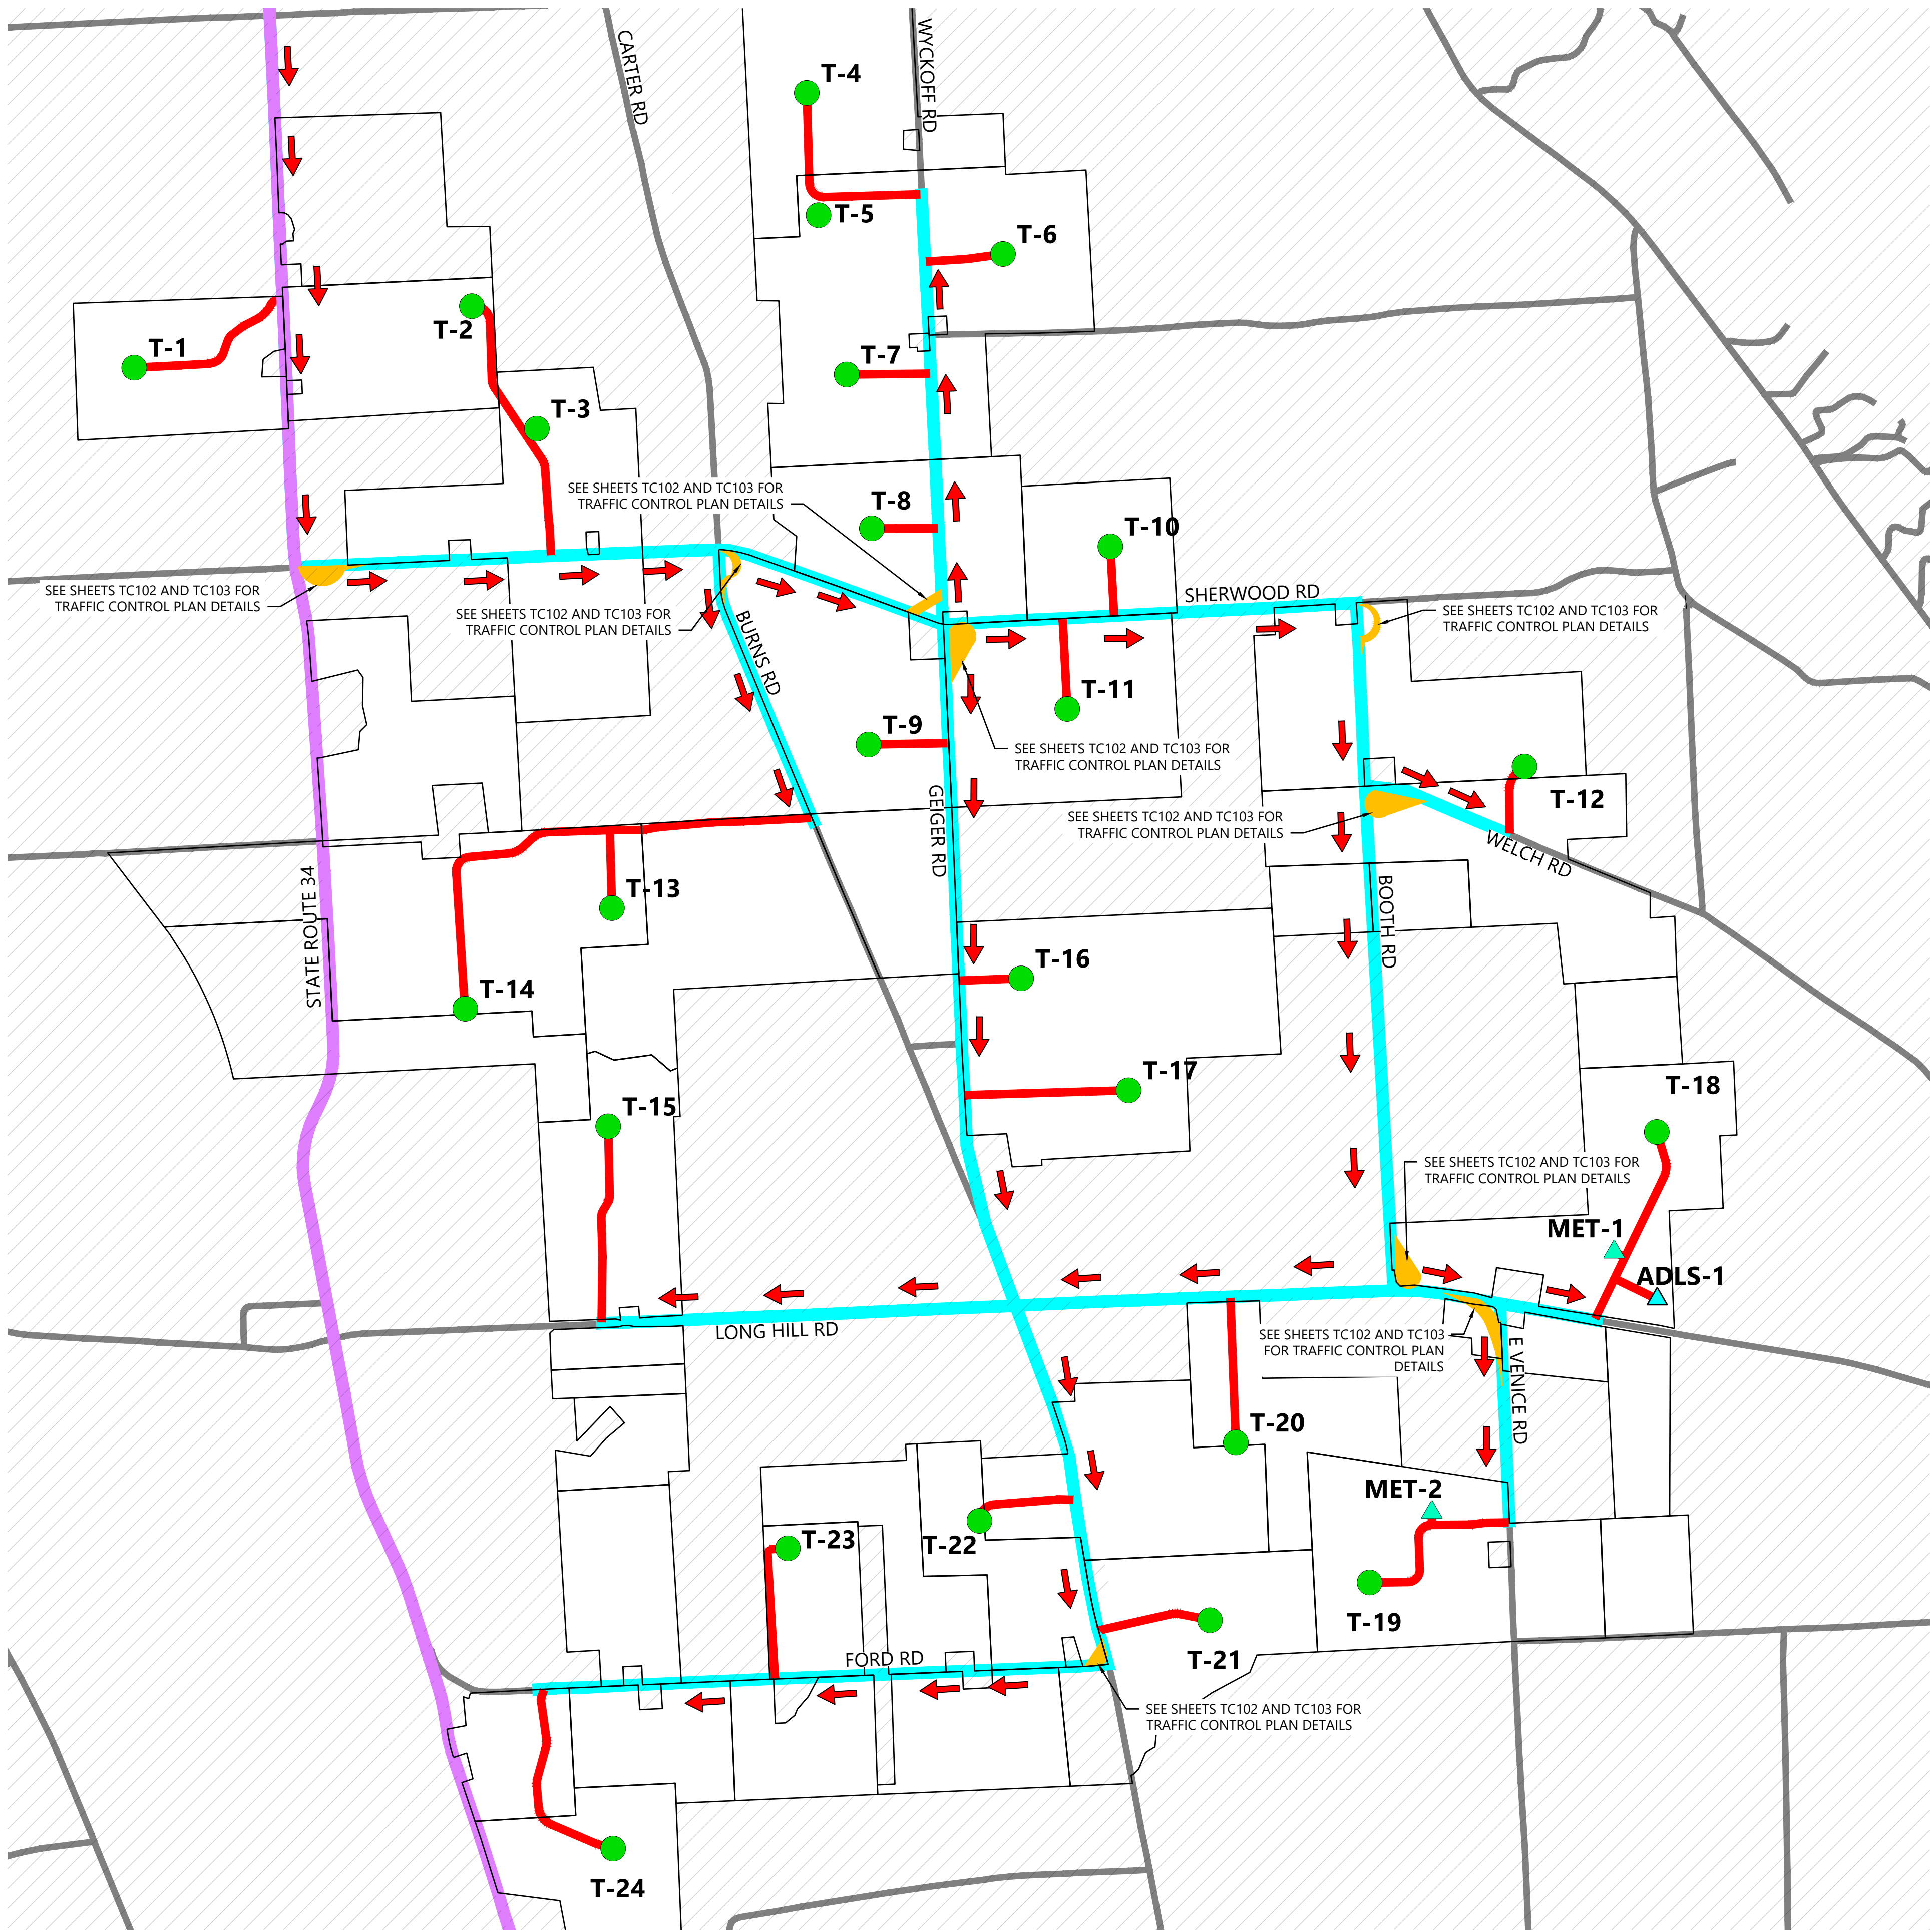 CARTER RD
WYCKOFF RD
T-4
T-5
T-6
T-1
T-2
T-7
T-3
SEE SHEETS TC102 AND TC103 FOR
TRAFFIC CONTROL PLAN DETAILS
T-8
T-10
SEE SHEETS TC102 AND TC103 FOR
TRAFFIC CONTROL PLAN DETAILS
SEE SHEETS TC102 AND TC103 FOR
TRAFFIC CONTROL PLAN DETAILS
BURNS RD
SHERWOOD RD
SEE SHEETS TC102 AND TC103 FOR
TRAFFIC CONTROL PLAN DETAILS
T-11
T-9
SEE SHEETS TC102 AND TC103 FOR
TRAFFIC CONTROL PLAN DETAILS
T-12
GEIGER RD
SEE SHEETS TC102 AND TC103 FOR
TRAFFIC CONTROL PLAN DETAILS
WELCH RD
STATE ROUTE 34
T-13
BOOTH RD
T-14
T-16
T-17
T-15
T-18
SEE SHEETS TC102 AND TC103 FOR
TRAFFIC CONTROL PLAN DETAILS
MET-1
ADLS-1
LONG HILL RD
SEE SHEETS TC102 AND TC103
FOR TRAFFIC CONTROL PLAN
DETAILS
E VENICE RD
T-20
MET-2
T-23
T-22
T-19
T-21
FORD RD
SEE SHEETS TC102 AND TC103 FOR
TRAFFIC CONTROL PLAN DETAILS
T-24